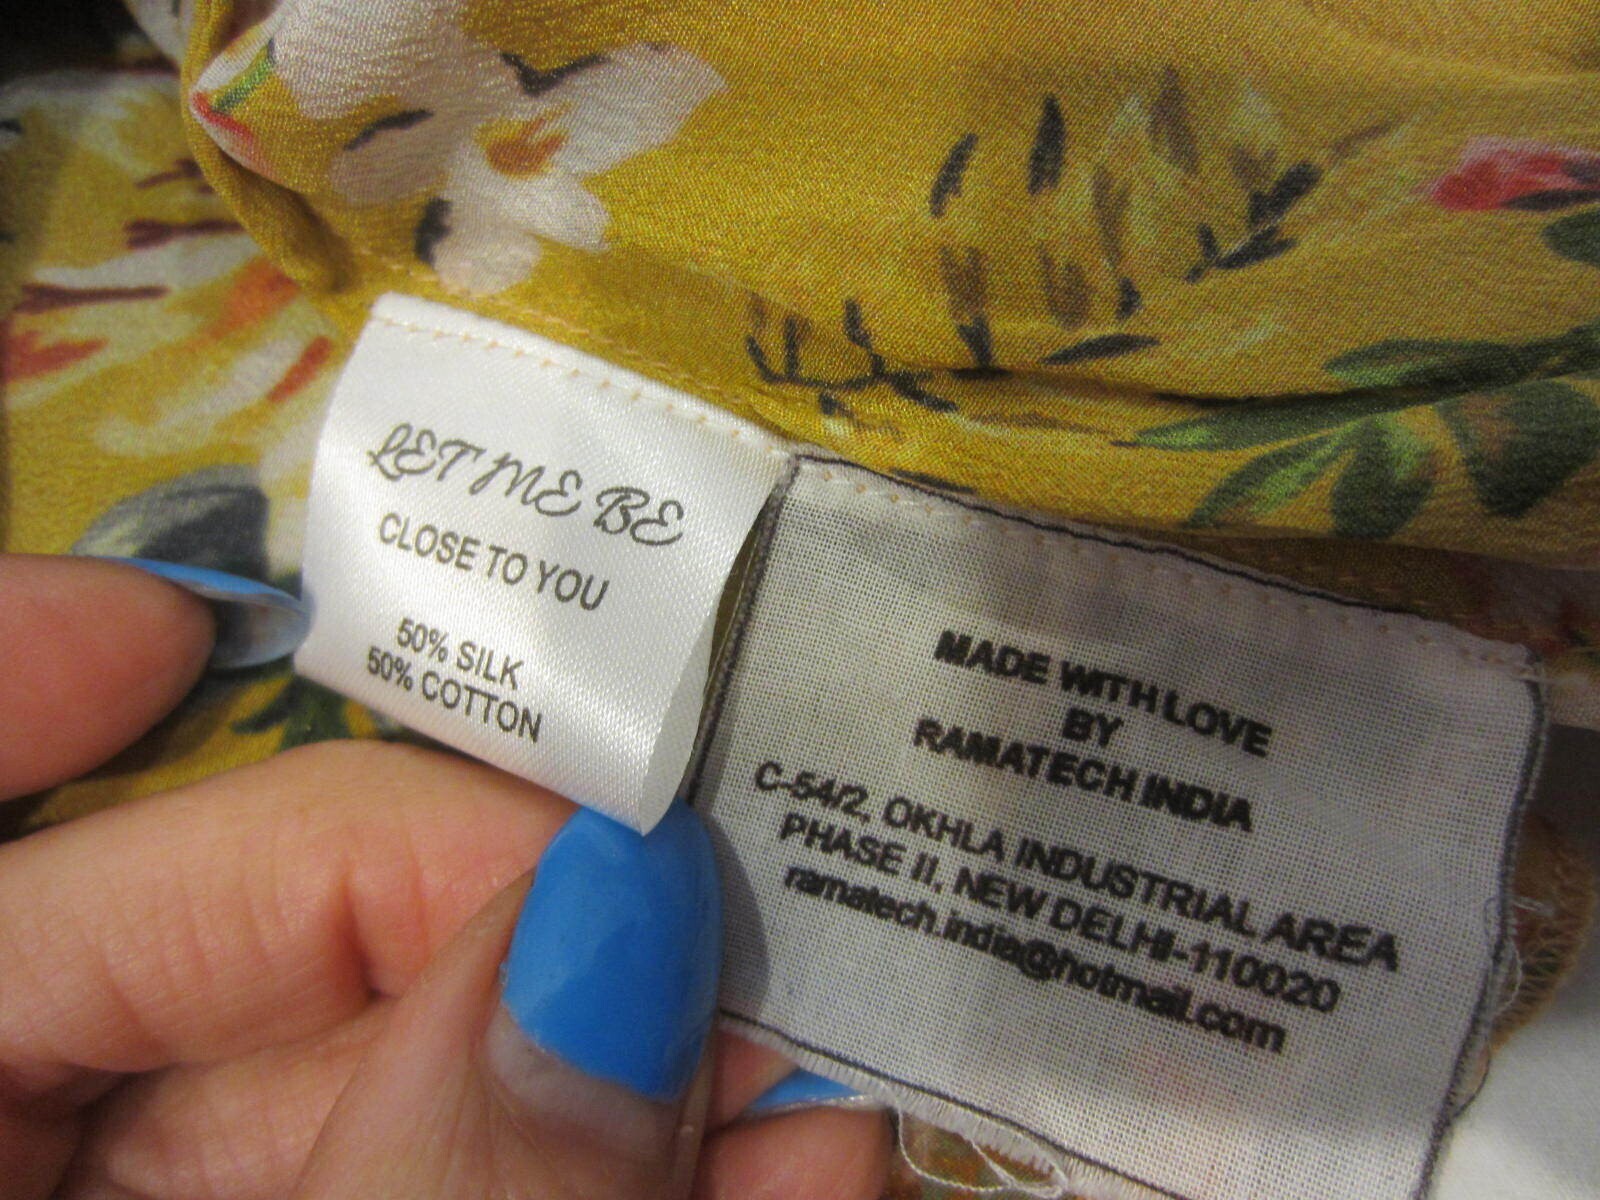 LET ME BE
CLOSE TO YOU
50% SILK
50% COTTON
MADE WITH LOVE
BY
RAMATECH INDIA
C-54/2, OKHLA INDUSTRIAL AREA
PHASE II, NEW DELHI-110020
ramatech.india@hotmail.com